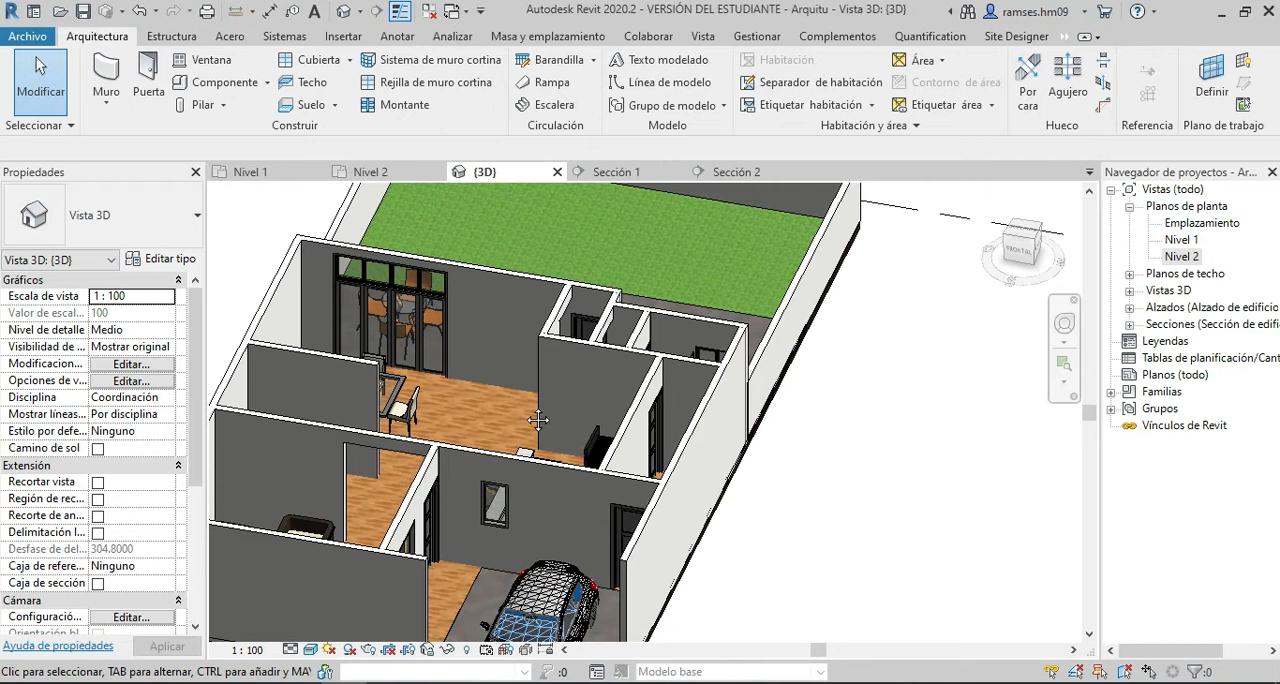 Autodesk Revit 2020.2 - VERSIÓN DEL ESTUDIANTE - Arquitu - Vista 3D: {3D}
ramses.hm09
Archivo Arquitectura Estructura Acero Sistemas Insertar Anotar Analizar Masa y emplazamiento Colaborar Vista Gestionar Complementos Quantification Site Designer
Modificar
Muro
Puerta
Ventana
Componente
Pilar
Cubierta
Techo
Suelo
Sistema de muro cortina
Rejilla de muro cortina
Montante
Barandilla
Rampa
Escalera
Texto modelado
Línea de modelo
Grupo de modelo
Habitación
Separador de habitación
Etiquetar habitación
Área
Contorno de área
Etiquetar área
Por cara
Agujero
Definir
Seleccionar Construir Circulación Modelo Habitación y área Hueco Referencia Plano de trabajo
Propiedades
Nivel 1 Nivel 2 {3D} Sección 1 Sección 2
Vista 3D
Vista 3D: {3D} Editar tipo
Gráficos
Escala de vista 1 : 100
Valor de escal... 100
Nivel de detalle Medio
Visibilidad de ... Mostrar original
Modificacion... Editar...
Opciones de v... Editar...
Disciplina Coordinación
Mostrar líneas... Por disciplina
Estilo por defe... Ninguno
Camino de sol
Extensión
Recortar vista
Región de rec...
Recorte de an...
Delimitación l...
Desfase de del... 304.8000
Caja de refere... Ninguno
Caja de sección
Cámara
Configuració... Editar...
Ayuda de propiedades Aplicar
FRONTAL
Navegador de proyectos - Ar...
Vistas (todo)
Planos de planta
Emplazamiento
Nivel 1
Nivel 2
Planos de techo
Vistas 3D
Alzados (Alzado de edificio
Secciones (Sección de edifi
Leyendas
Tablas de planificación/Cant
Planos (todo)
Familias
Grupos
Vínculos de Revit
1 : 100
Clic para seleccionar, TAB para alternar, CTRL para añadir y MAY
:0
Modelo base
:0